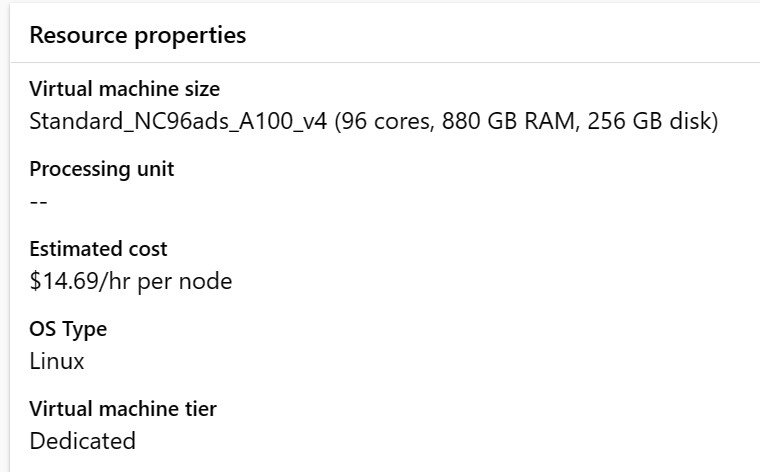 Resource properties
Virtual machine size
Standard_NC96ads_A100_v4 (96 cores, 880 GB RAM, 256 GB disk)
Processing unit
--
Estimated cost
$14.69/hr per node
OS Type
Linux
Virtual machine tier
Dedicated